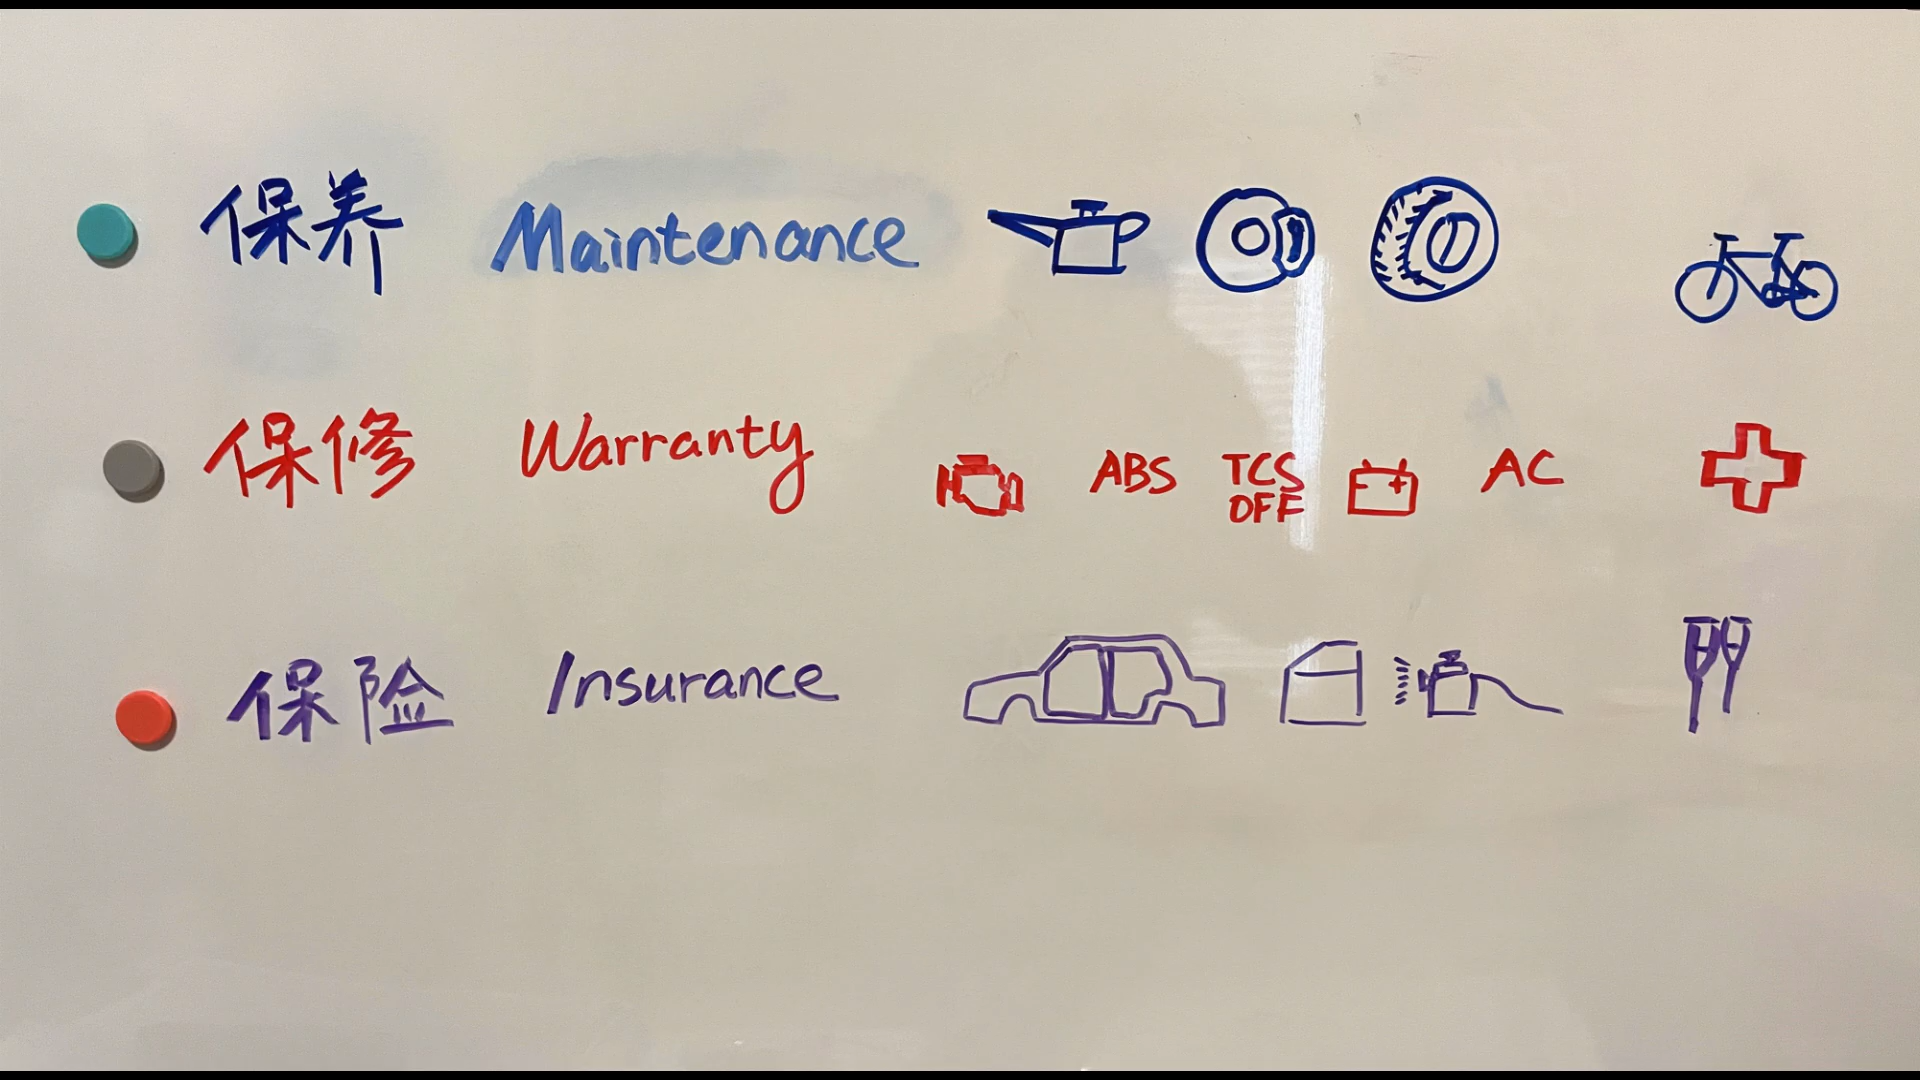 保养 Maintenance
保修 Warranty ABS TCS OFF AC
保险 Insurance